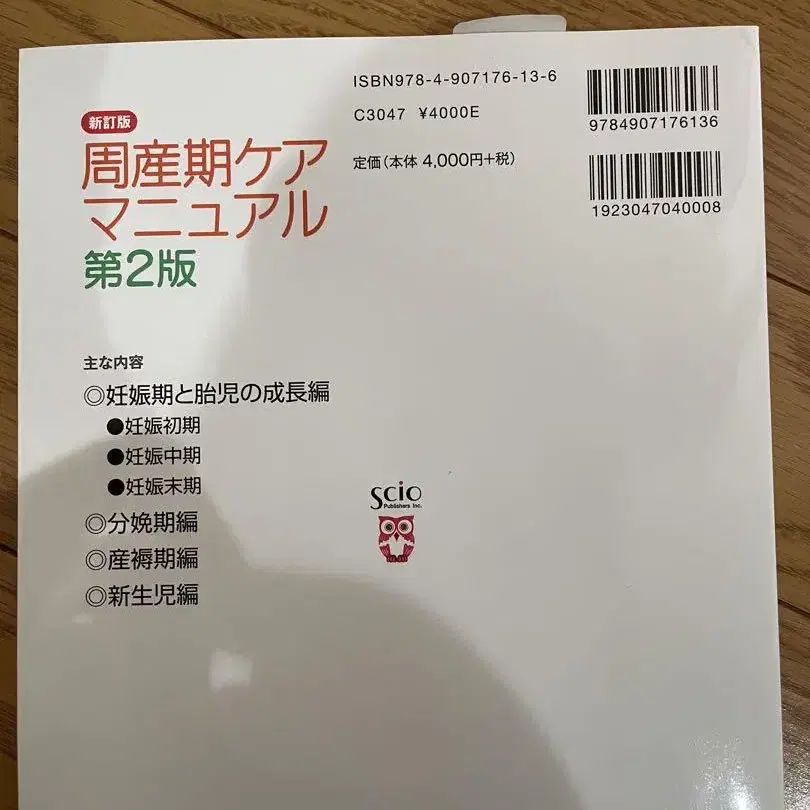 新訂版
周産期ケア
マニュアル
第2版
ISBN978-4-907176-13-6
C3047 ¥4000E
定価(本体 4,000円+税)
9784907176136
1923047040008
主な内容
◎妊娠期と胎児の成長編
●妊娠初期
●妊娠中期
●妊娠末期
◎分娩期編
◎産褥期編
◎新生児編
Scio
Publishers Inc.